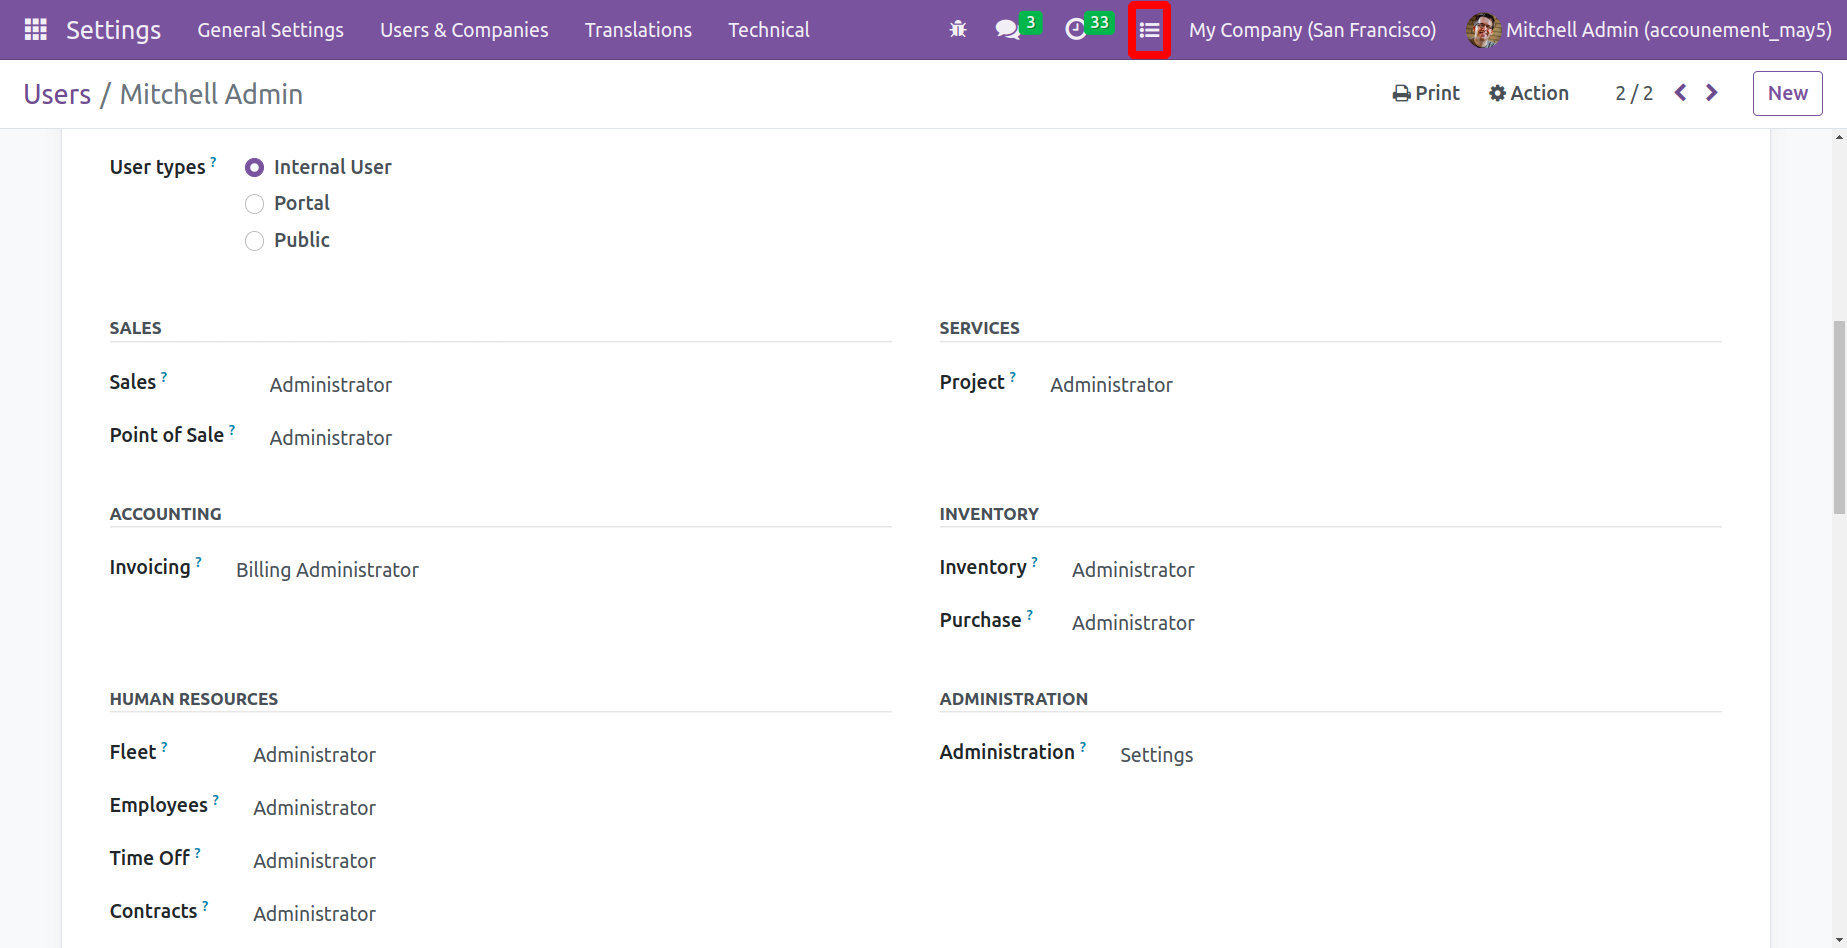 Settings General Settings Users & Companies Translations Technical 3 33 My Company (San Francisco) Mitchell Admin (accounement_may5)
Users / Mitchell Admin Print Action 2 / 2 New
User types ? Internal User
Portal
Public
SALES
Sales ? Administrator
Point of Sale ? Administrator
SERVICES
Project ? Administrator
ACCOUNTING
Invoicing ? Billing Administrator
INVENTORY
Inventory ? Administrator
Purchase ? Administrator
HUMAN RESOURCES
Fleet ? Administrator
Employees ? Administrator
Time Off ? Administrator
Contracts ? Administrator
ADMINISTRATION
Administration ? Settings